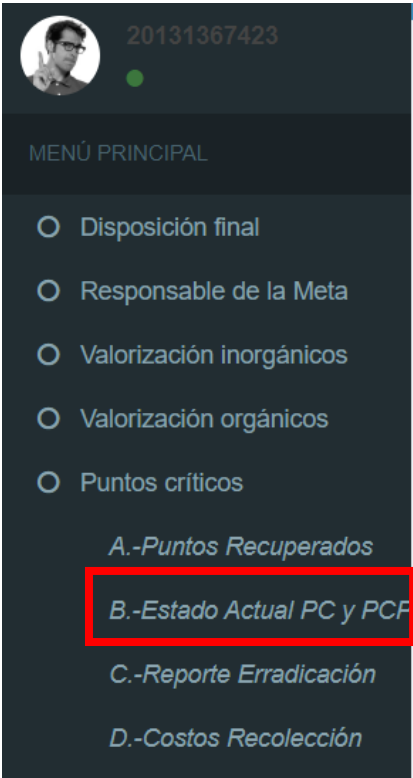 20131367423
MENÚ PRINCIPAL
Disposición final
Responsable de la Meta
Valorización inorgánicos
Valorización orgánicos
Puntos críticos
A.-Puntos Recuperados
B.-Estado Actual PC y PCP
C.-Reporte Erradicación
D.-Costos Recolección